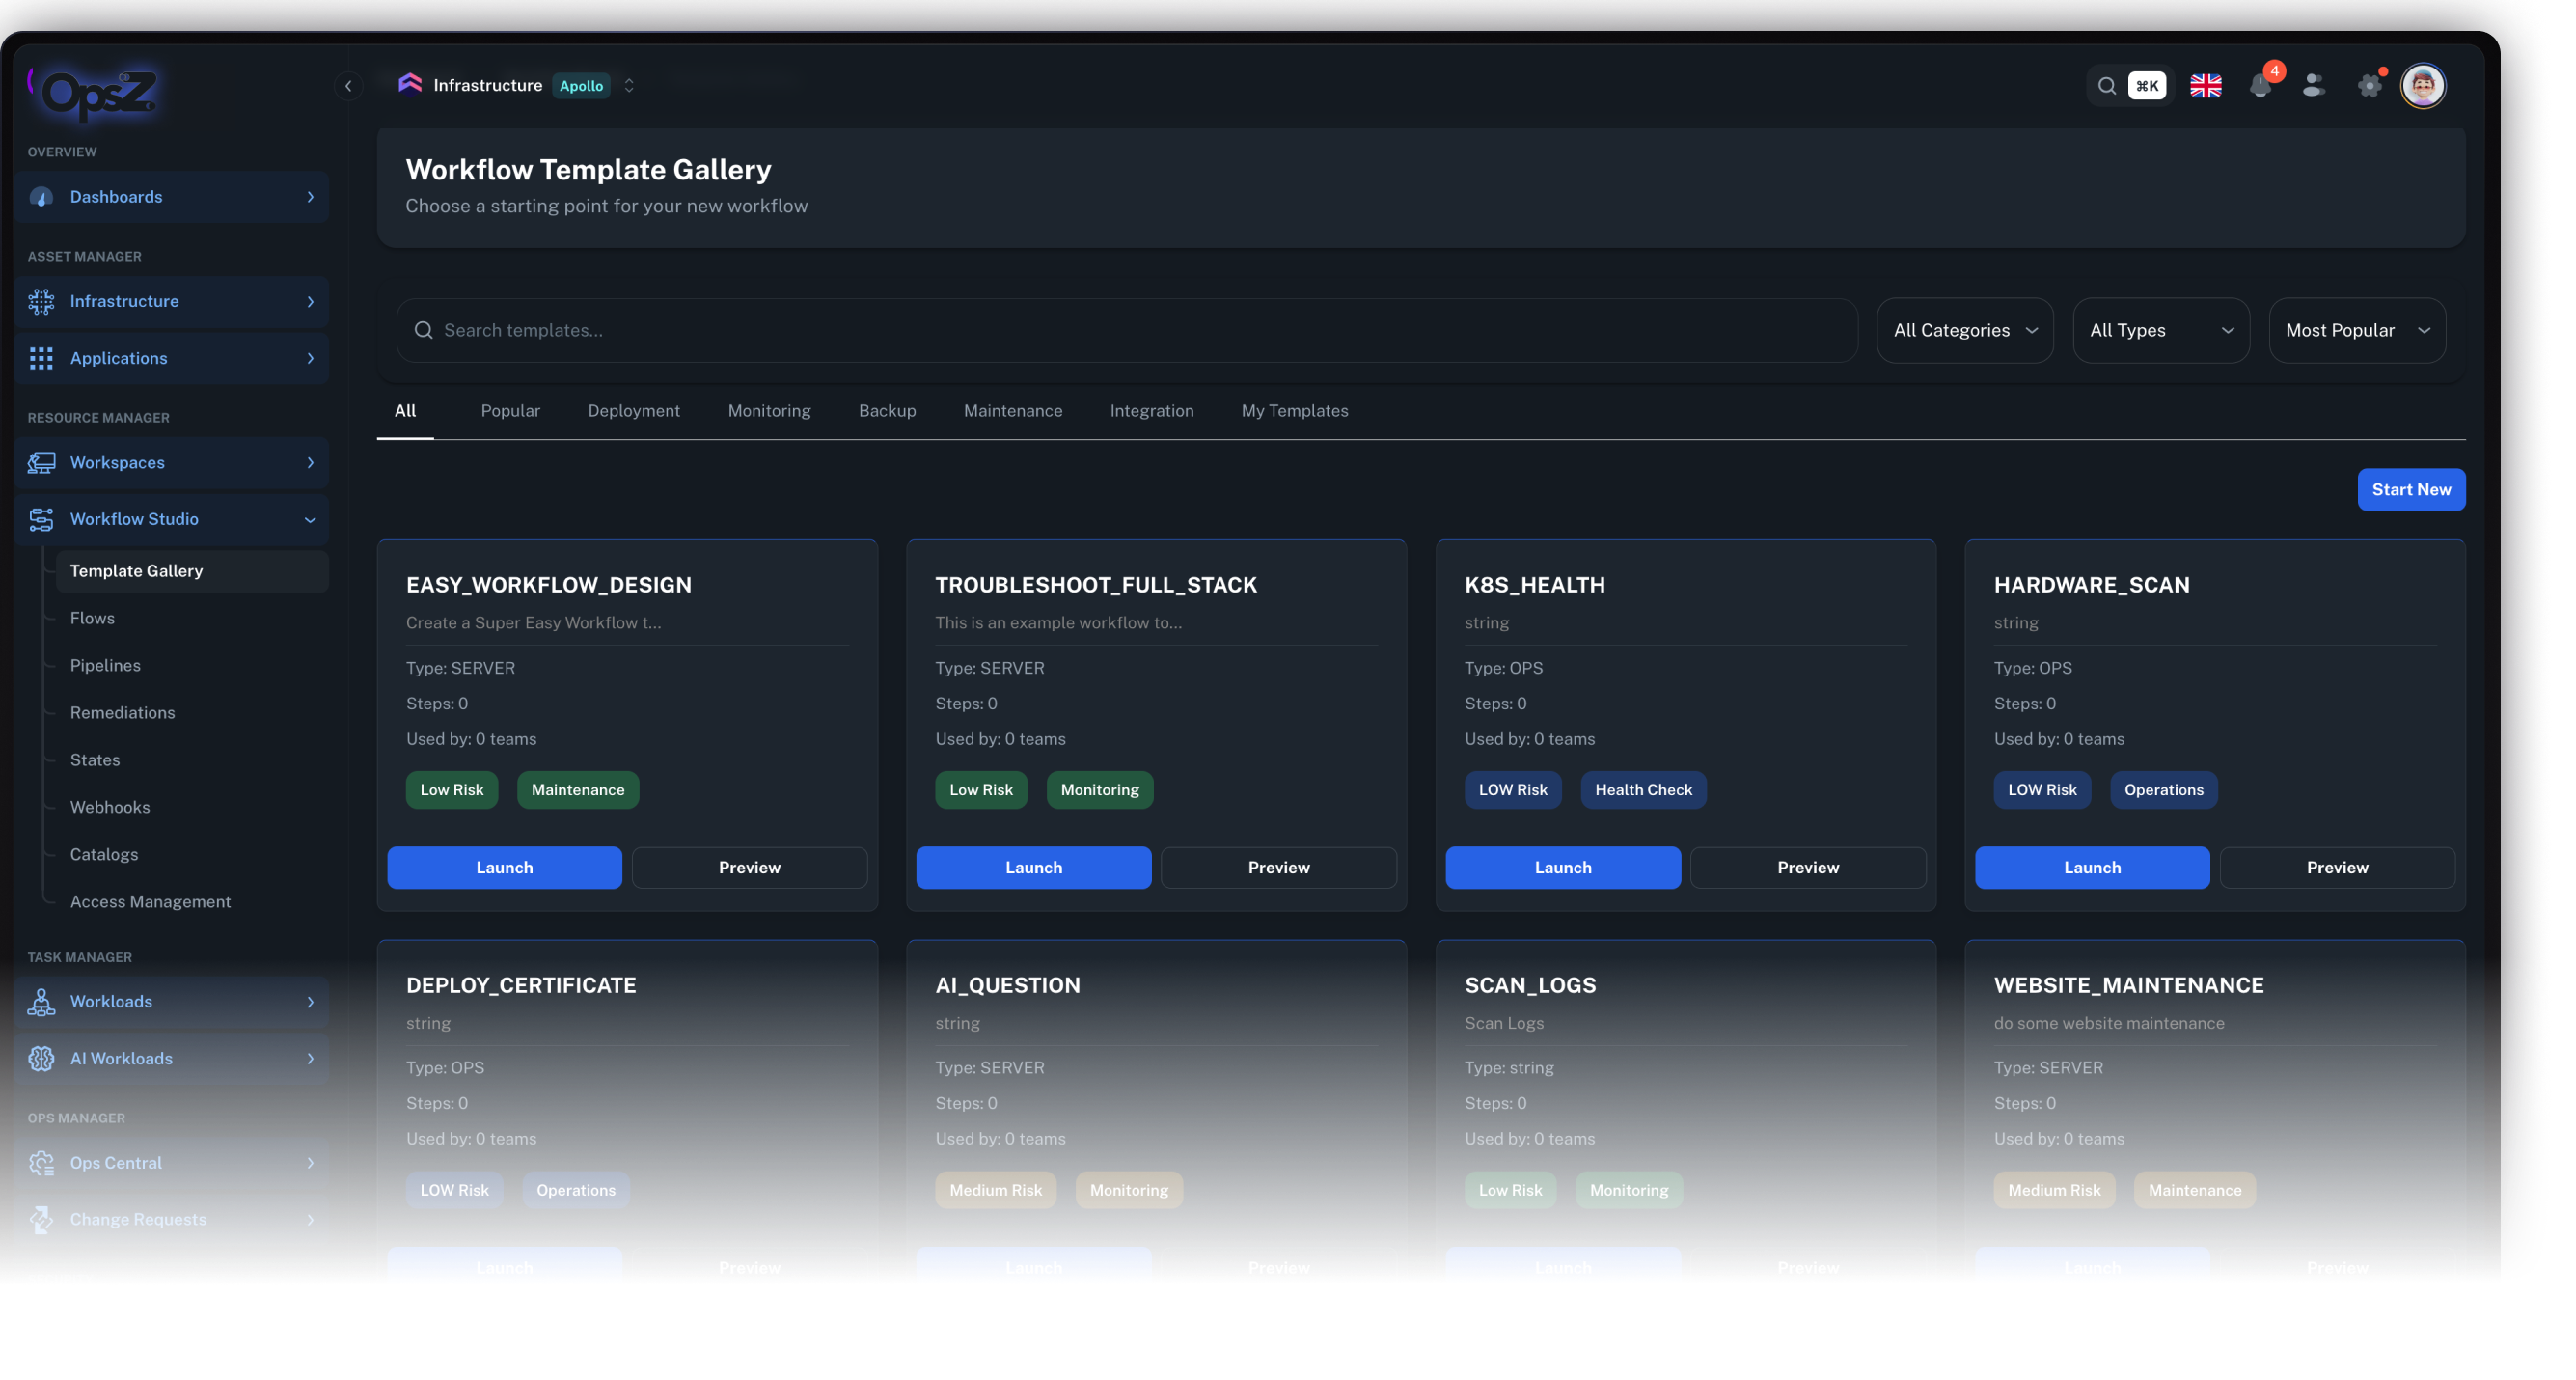 OpsZ
Infrastructure Apollo
⌘K
4
OVERVIEW
Dashboards
ASSET MANAGER
Infrastructure
Applications
RESOURCE MANAGER
Workspaces
Workflow Studio
Template Gallery
Flows
Pipelines
Remediations
States
Webhooks
Catalogs
Access Management
TASK MANAGER
Workloads
AI Workloads
OPS MANAGER
Ops Central
Change Requests
Workflow Template Gallery
Choose a starting point for your new workflow
Search templates...
All Categories
All Types
Most Popular
All Popular Deployment Monitoring Backup Maintenance Integration My Templates
Start New
EASY_WORKFLOW_DESIGN
Create a Super Easy Workflow t...
Type: SERVER
Steps: 0
Used by: 0 teams
Low Risk Maintenance
Launch Preview
TROUBLESHOOT_FULL_STACK
This is an example workflow to...
Type: SERVER
Steps: 0
Used by: 0 teams
Low Risk Monitoring
Launch Preview
K8S_HEALTH
string
Type: OPS
Steps: 0
Used by: 0 teams
LOW Risk Health Check
Launch Preview
HARDWARE_SCAN
string
Type: OPS
Steps: 0
Used by: 0 teams
LOW Risk Operations
Launch Preview
DEPLOY_CERTIFICATE
string
Type: OPS
Steps: 0
Used by: 0 teams
LOW Risk Operations
Launch Preview
AI_QUESTION
string
Type: SERVER
Steps: 0
Used by: 0 teams
Medium Risk Monitoring
Launch Preview
SCAN_LOGS
Scan Logs
Type: string
Steps: 0
Used by: 0 teams
Low Risk Monitoring
Launch Preview
WEBSITE_MAINTENANCE
do some website maintenance
Type: SERVER
Steps: 0
Used by: 0 teams
Medium Risk Maintenance
Launch Preview